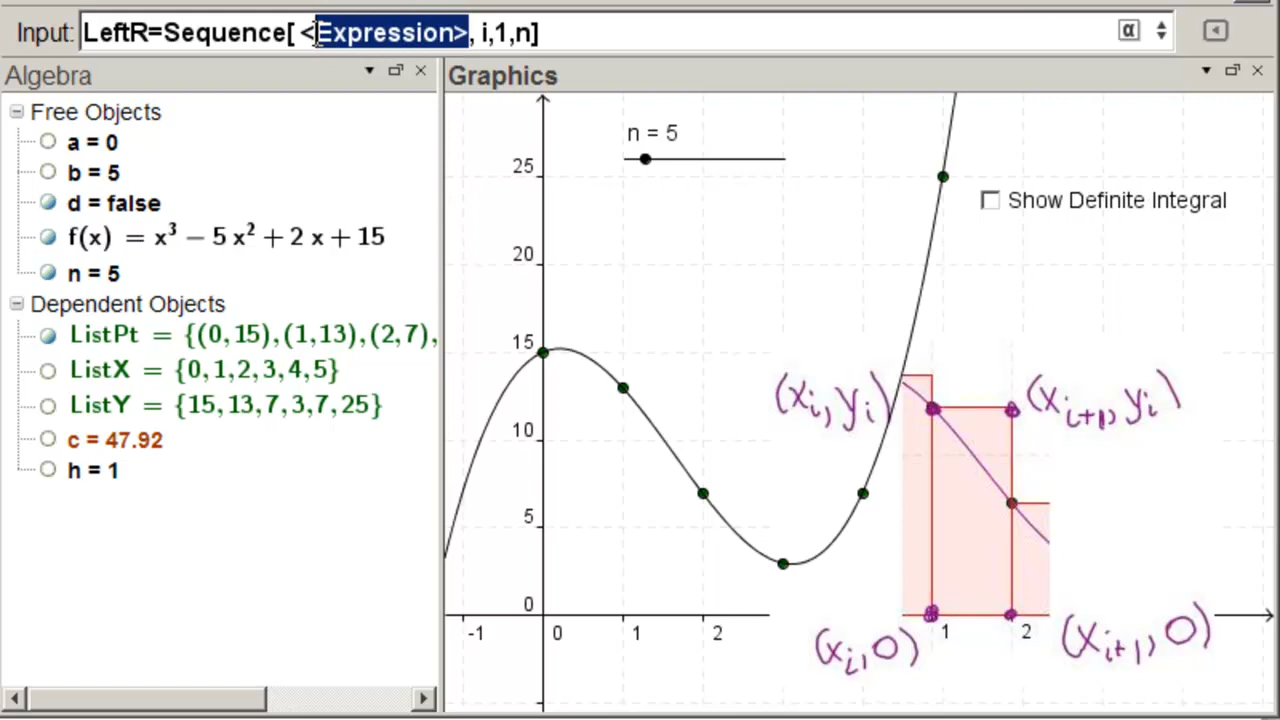 Input: LeftR=Sequence[ <Expression>, i,1,n]
α
Algebra
Graphics
Free Objects
a = 0
b = 5
d = false
f(x) = x³ − 5 x² + 2 x + 15
n = 5
Dependent Objects
ListPt = {(0,15),(1,13),(2,7),
ListX = {0,1,2,3,4,5}
ListY = {15,13,7,3,7,25}
c = 47.92
h = 1
n = 5
Show Definite Integral
25
20
15
10
5
0
-1 0 1 2
(xᵢ, yᵢ)
(xᵢ₊₁, yᵢ)
1 2
(xᵢ, 0)
(xᵢ₊₁, 0)